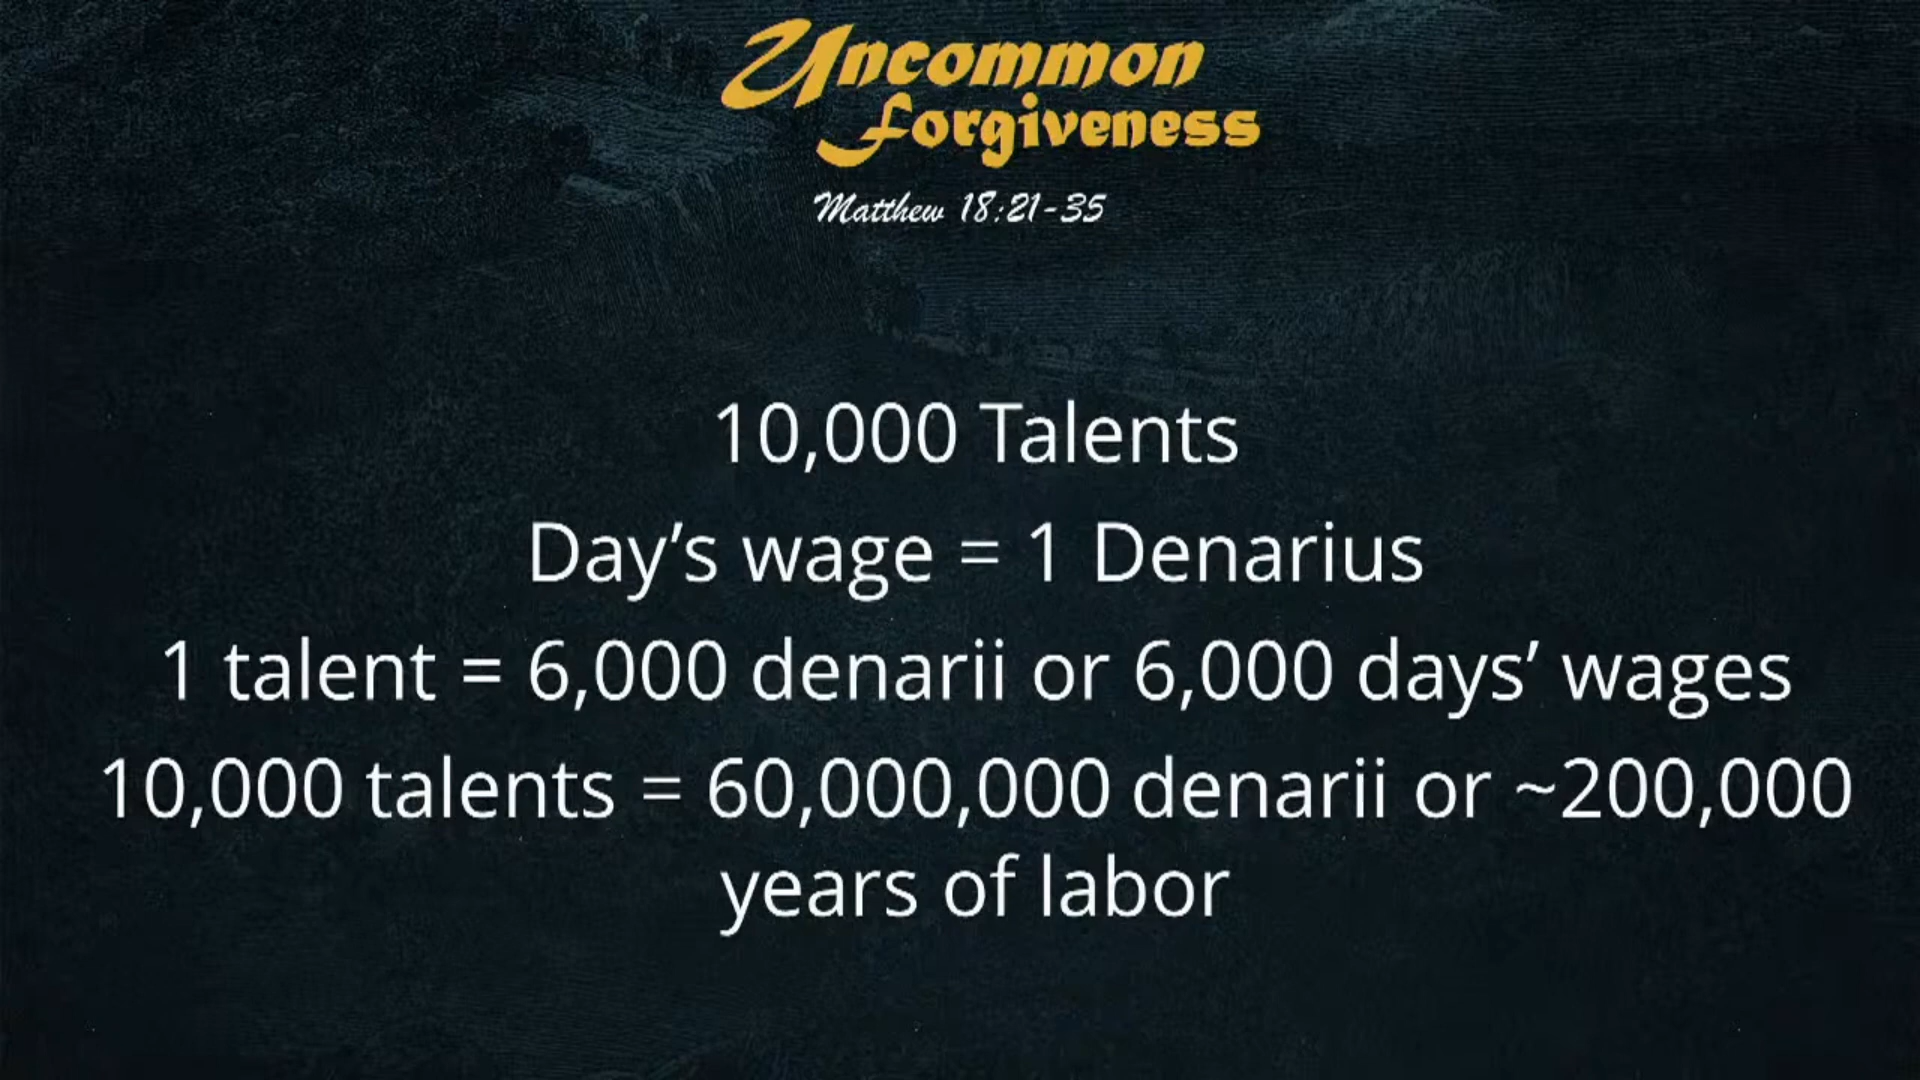 Uncommon
Forgiveness
Matthew 18:21-35
10,000 Talents
Day’s wage = 1 Denarius
1 talent = 6,000 denarii or 6,000 days’ wages
10,000 talents = 60,000,000 denarii or ~200,000
years of labor